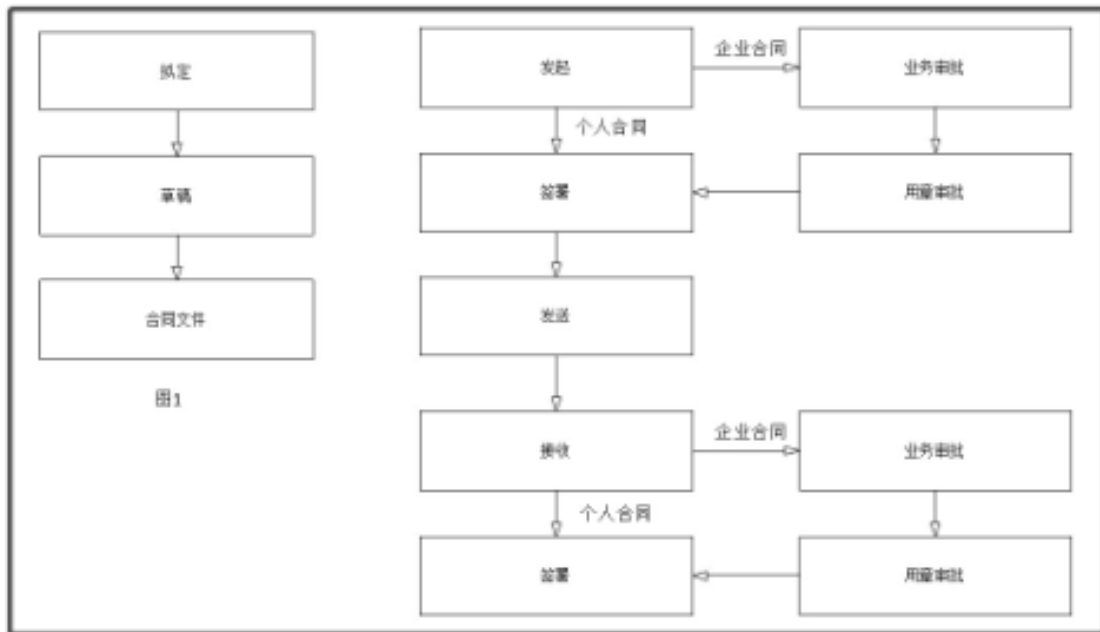 拟定
草稿
合同文件
图1
发起
企业合同
业务审批
个人合同
签署
用章审批
发送
接收
企业合同
业务审批
个人合同
签署
用章审批